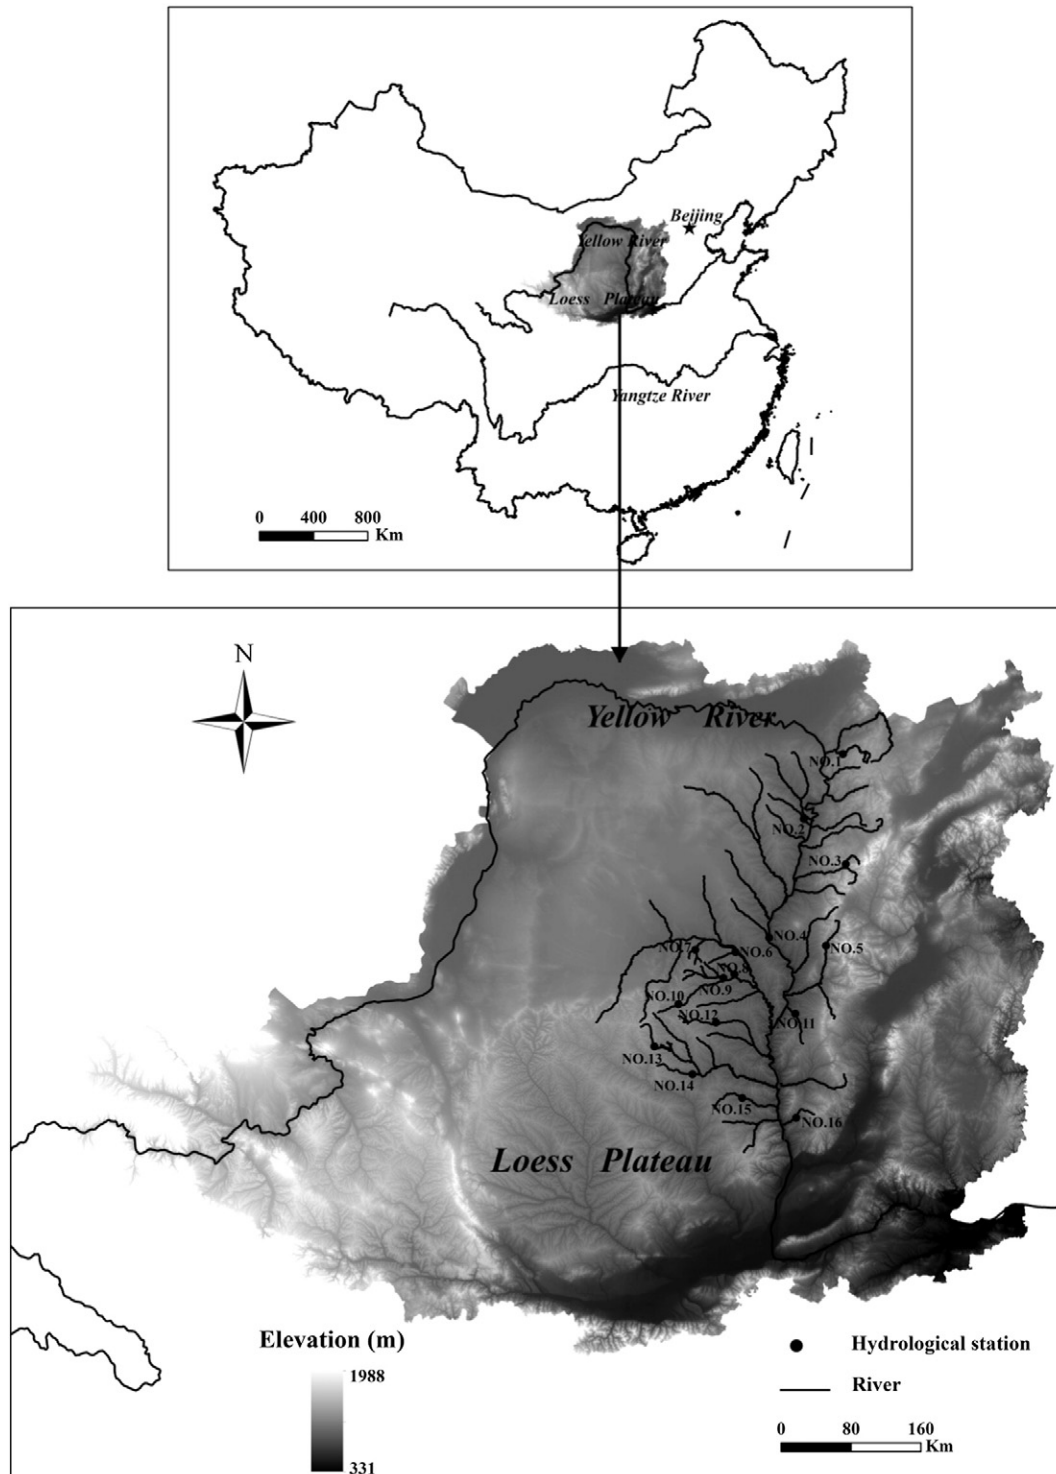 Beijing
Yellow River
Loess Plateau
Yangtze River
0 400 800
Km
N
Yellow River
NO.1
NO.2
NO.3
NO.4
NO.5
NO.7
NO.6
NO.8
NO.9
NO.10
NO.12
NO.11
NO.13
NO.14
NO.15
NO.16
Loess Plateau
Elevation (m)
1988
331
Hydrological station
River
0 80 160
Km